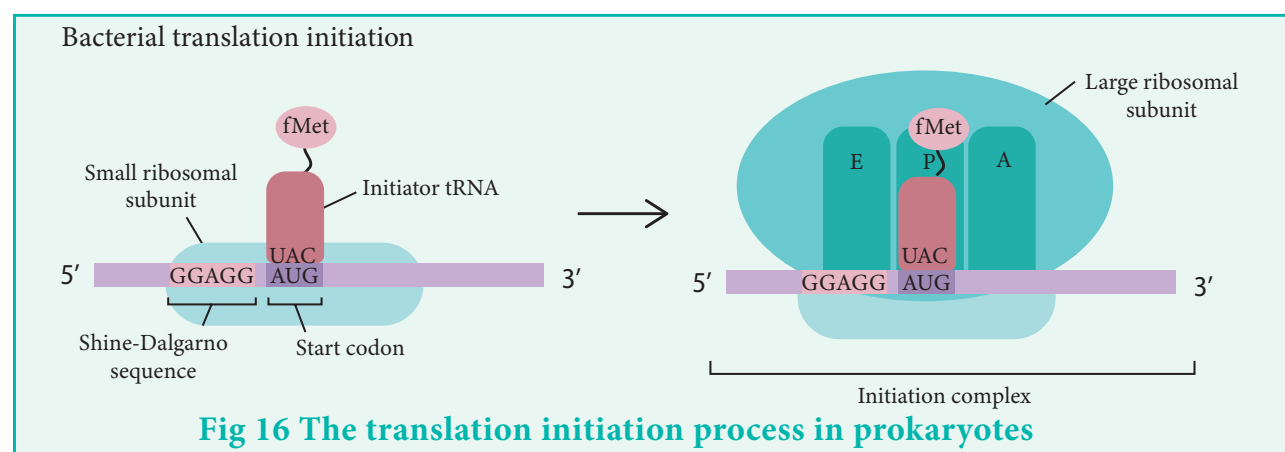 Bacterial translation initiation
fMet
Small ribosomal
subunit
Initiator tRNA
UAC
5’
GGAGG
AUG
3’
Shine-Dalgarno
sequence
Start codon
Large ribosomal
subunit
fMet
E
P
A
UAC
5’
GGAGG
AUG
3’
Initiation complex
Fig 16 The translation initiation process in prokaryotes